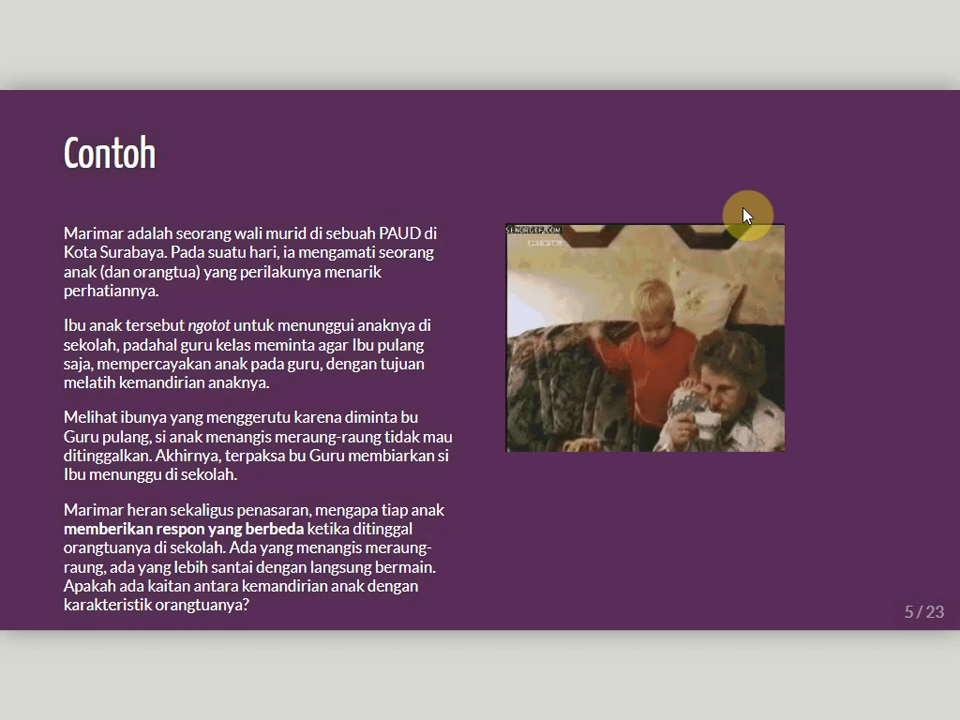 Contoh
Marimar adalah seorang wali murid di sebuah PAUD di
Kota Surabaya. Pada suatu hari, ia mengamati seorang
anak (dan orangtua) yang perilakunya menarik
perhatiannya.
Ibu anak tersebut ngotot untuk menunggui anaknya di
sekolah, padahal guru kelas meminta agar Ibu pulang
saja, mempercayakan anak pada guru, dengan tujuan
melatih kemandirian anaknya.
Melihat ibunya yang menggerutu karena diminta bu
Guru pulang, si anak menangis meraung-raung tidak mau
ditinggalkan. Akhirnya, terpaksa bu Guru membiarkan si
Ibu menunggu di sekolah.
Marimar heran sekaligus penasaran, mengapa tiap anak
memberikan respon yang berbeda ketika ditinggal
orangtuanya di sekolah. Ada yang menangis meraung-
raung, ada yang lebih santai dengan langsung bermain.
Apakah ada kaitan antara kemandirian anak dengan
karakteristik orangtuanya?
SENORGIF.COM
5 / 23